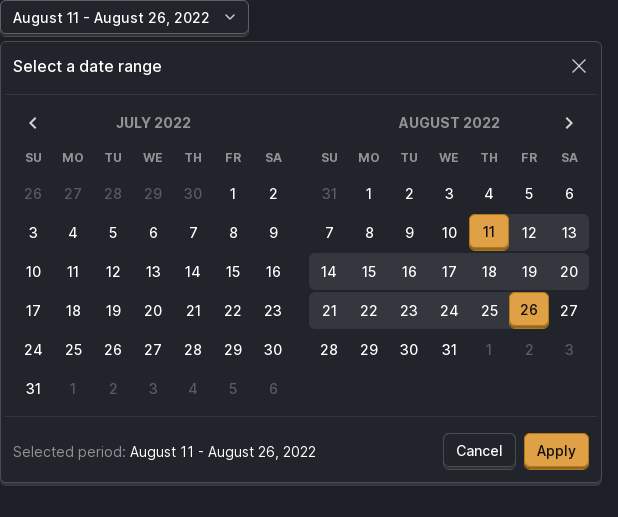 August 11 - August 26, 2022
Select a date range
JULY 2022
SU MO TU WE TH FR SA
26 27 28 29 30 1 2
3 4 5 6 7 8 9
10 11 12 13 14 15 16
17 18 19 20 21 22 23
24 25 26 27 28 29 30
31 1 2 3 4 5 6
AUGUST 2022
SU MO TU WE TH FR SA
31 1 2 3 4 5 6
7 8 9 10 11 12 13
14 15 16 17 18 19 20
21 22 23 24 25 26 27
28 29 30 31 1 2 3
Selected period: August 11 - August 26, 2022
Cancel Apply